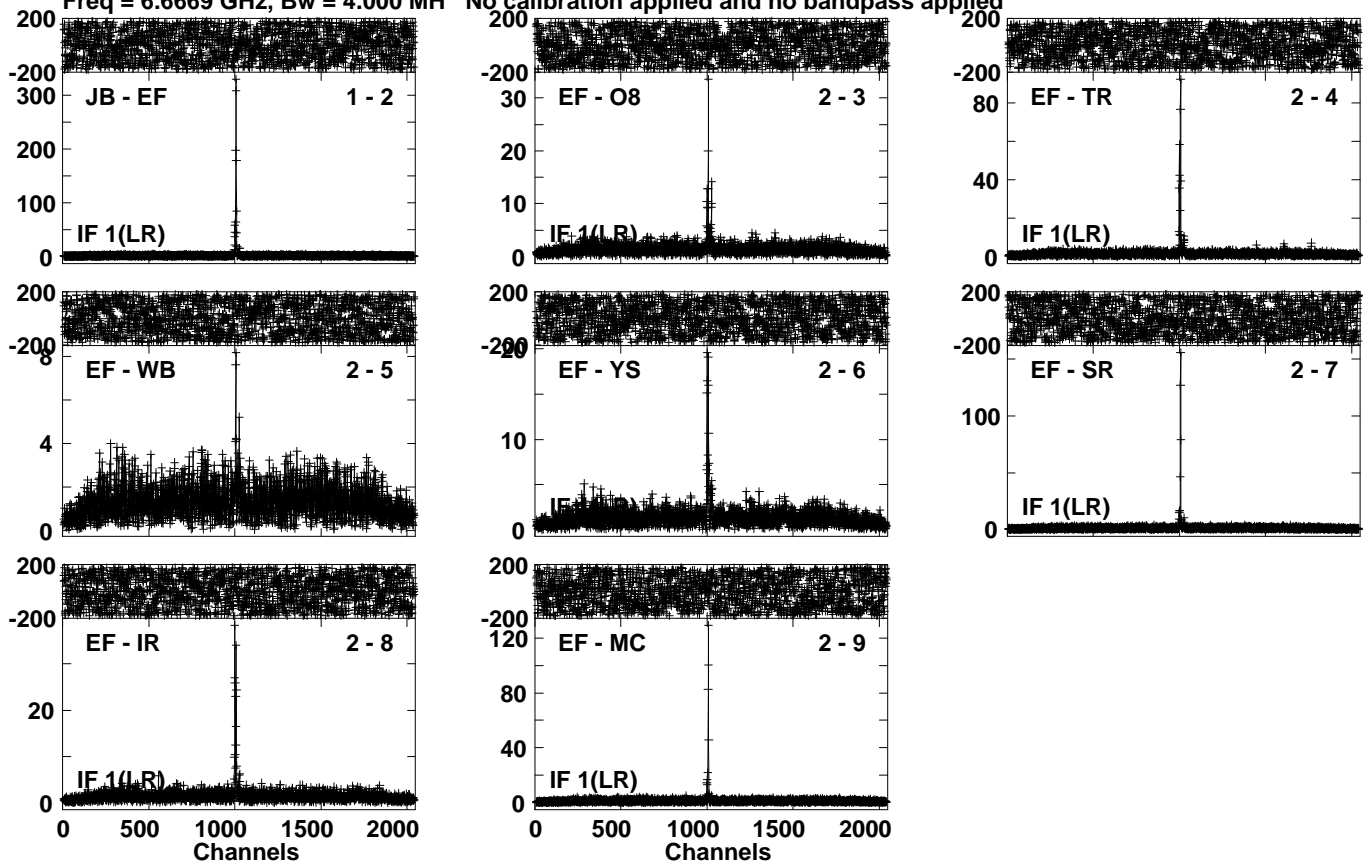 Freq = 6.6669 GHz, Bw = 4.000 MH No calibration applied and no bandpass applied
200 200 200
-200 -200 -200
JB - EF 1 - 2 EF - O8 2 - 3 EF - TR 2 - 4
300 30 80
200 20
100 10 40
IF 1(LR) 5 IF 1(LR) IF 1(LR)
0 0 0
200 200 200
-200 -200 -200
8 20
EF - WB 2 - 5 EF - YS 2 - 6 EF - SR 2 - 7
4 10 100
IF 1(LR)
0 0 0
200 200
-200 -200
EF - IR 2 - 8 EF - MC 2 - 9
120
20 80
40
IF 1(LR) IF 1(LR)
0 0
0 500 1000 1500 2000 0 500 1000 1500 2000
Channels Channels